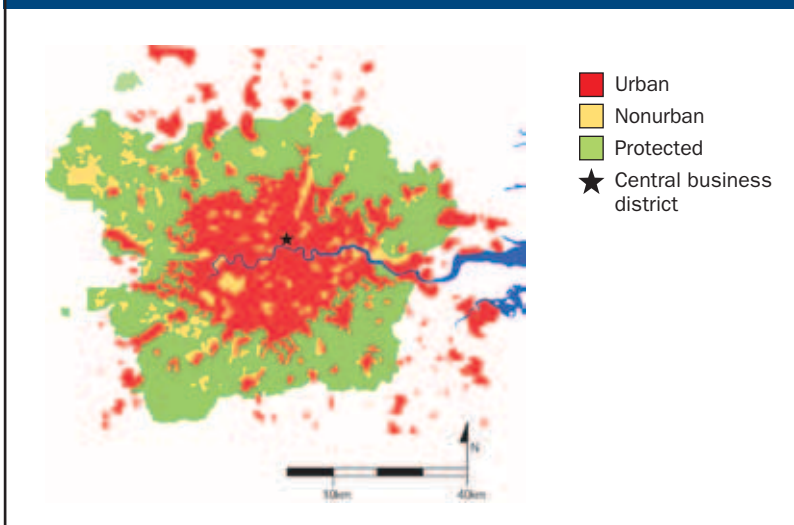 Urban
Nonurban
Protected
Central business
district
N
10km
40km